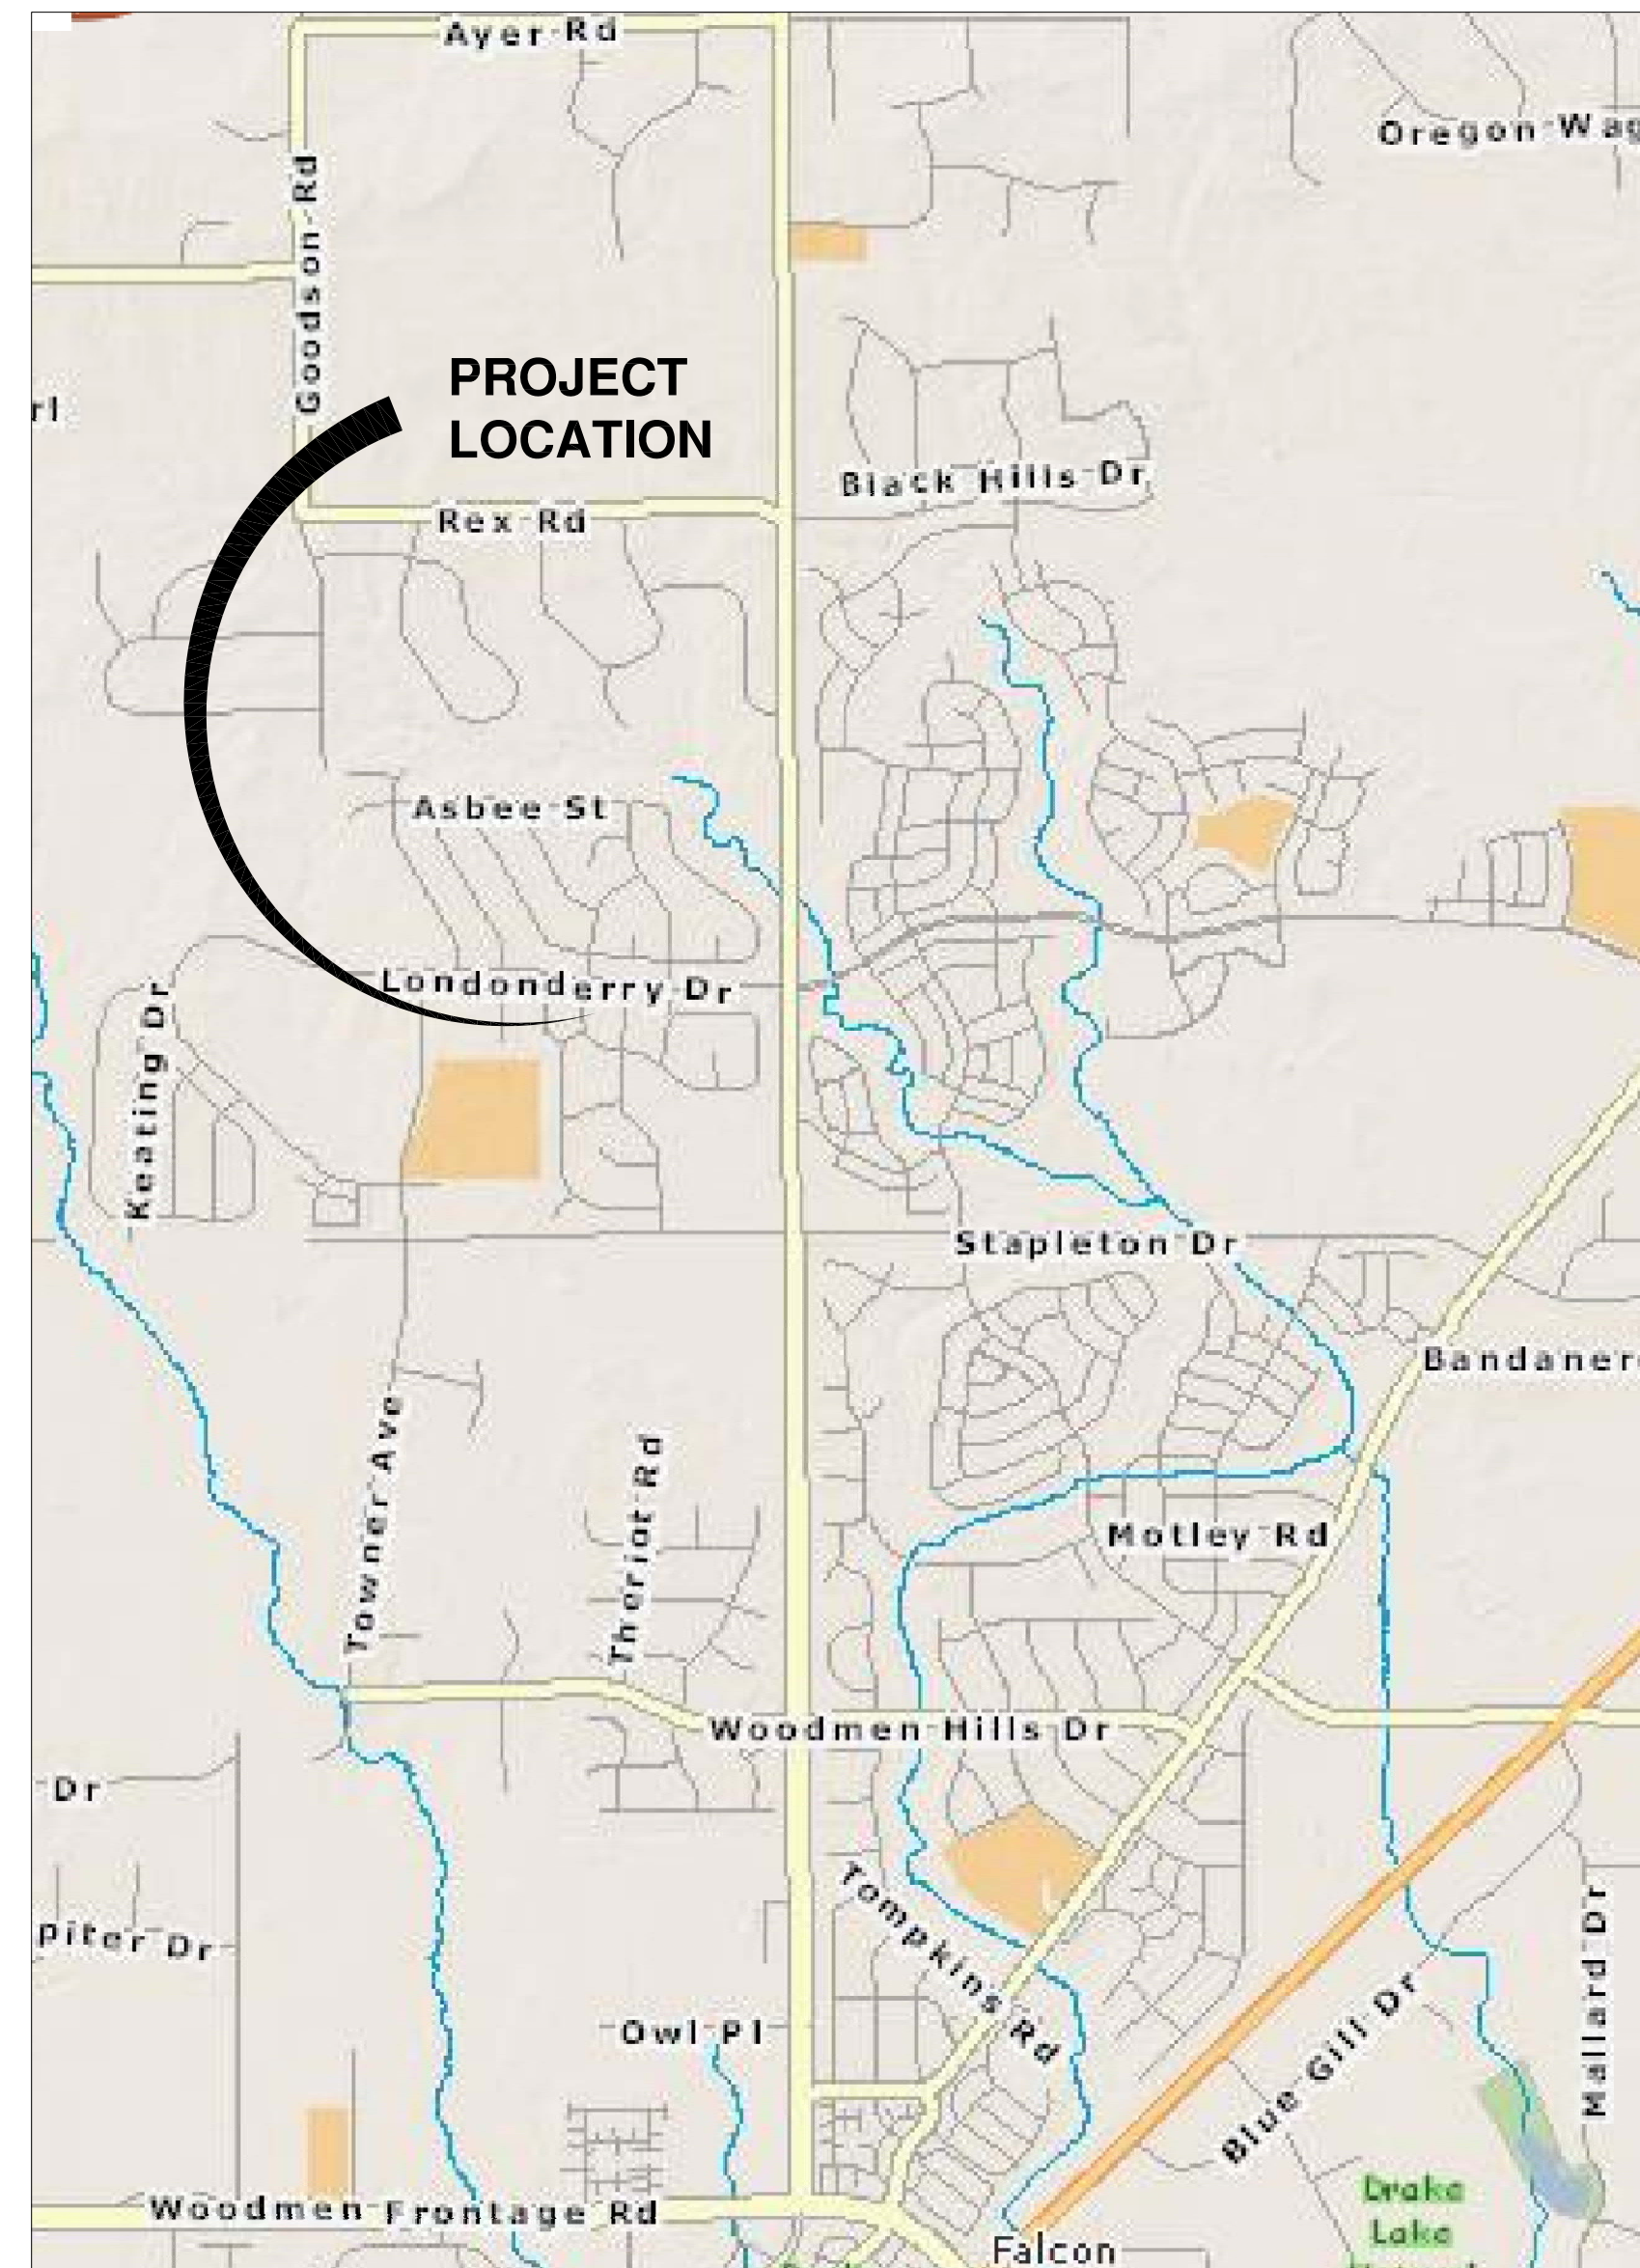 Ayer Rd
Oregon Wag
Goodson Rd
PROJECT
LOCATION
rl
Black Hills Dr
Rex Rd
Asbee St
Londonderry Dr
Keating Dr
Stapleton Dr
Bandaner
Towner Ave
Theriot Rd
Motley Rd
Woodmen Hills Dr
Dr
Tompkins Rd
piter Dr
Mallard Dr
Owl Pl
Blue Gill Dr
Woodmen Frontage Rd
Drake
Lake
Falcon